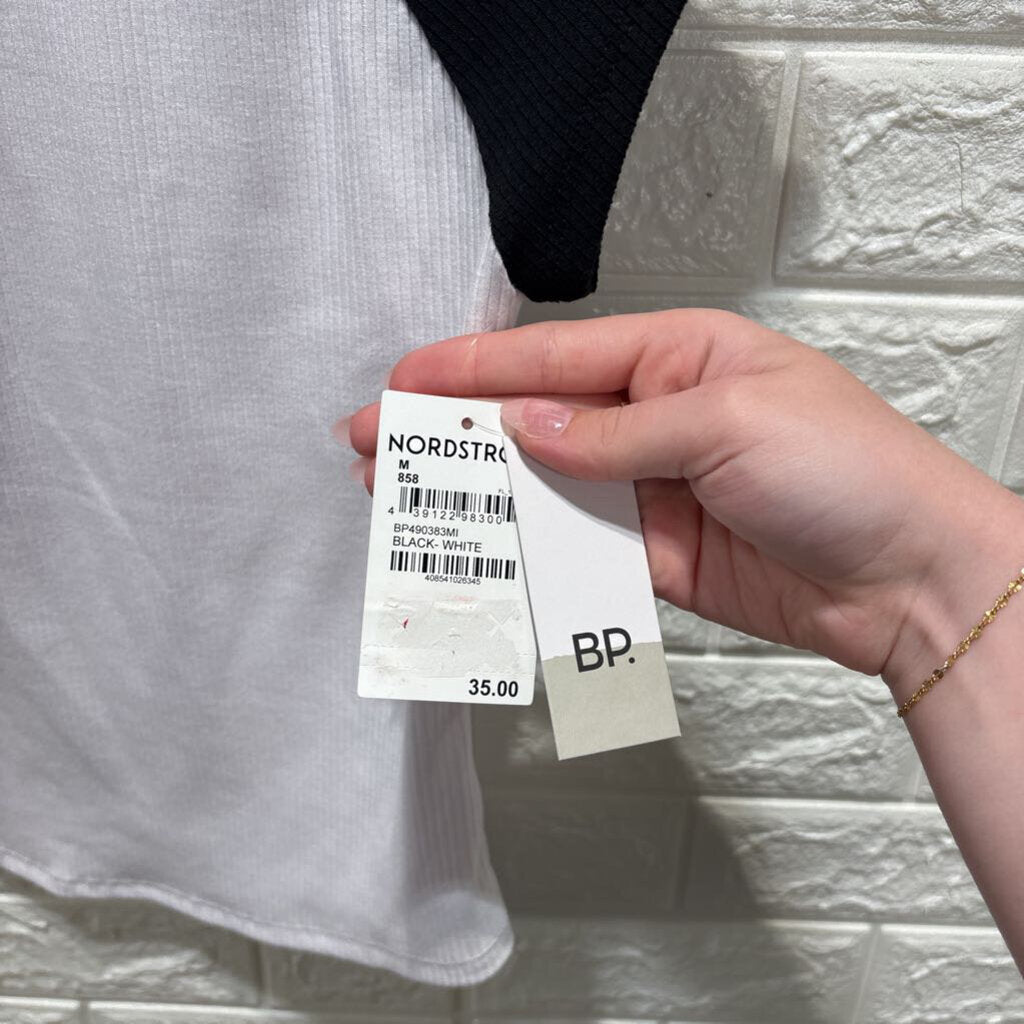 NORDSTRO
M
858
4 39122 98300
BP490383MI
BLACK- WHITE
408541026345
35.00
BP.